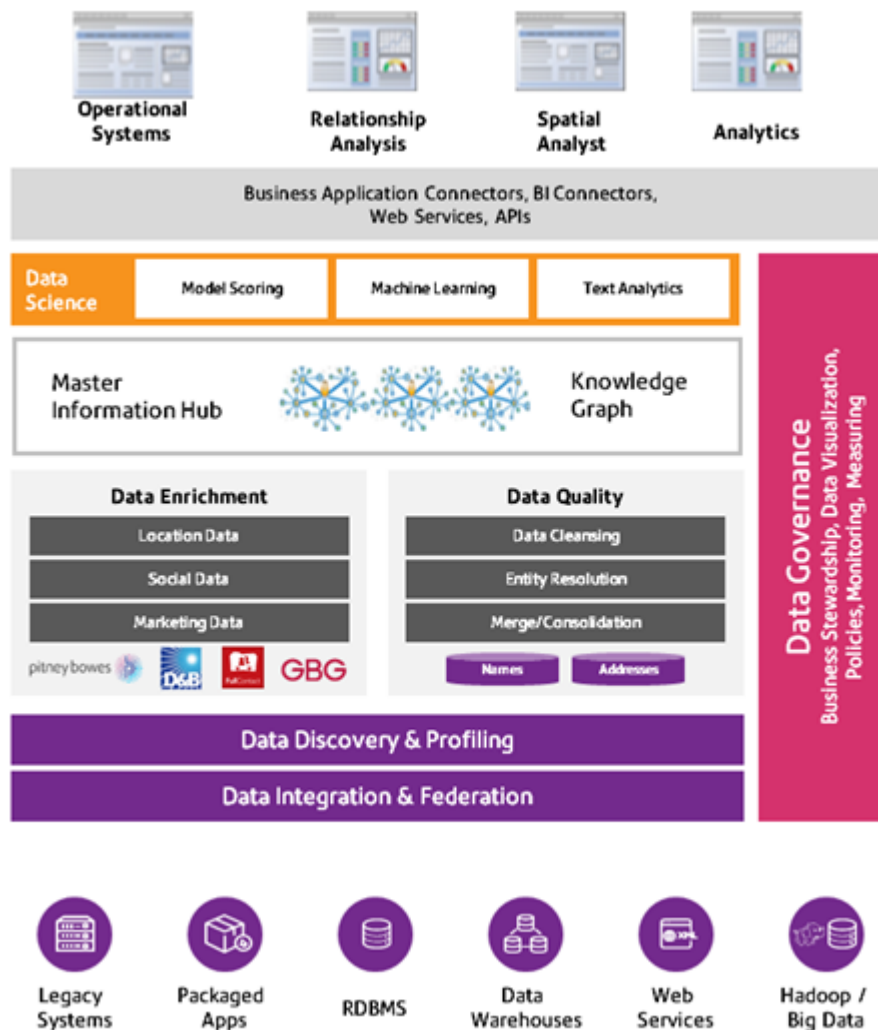 Operational
Systems
Relationship
Analysis
Spatial
Analyst
Analytics
Business Application Connectors, BI Connectors,
Web Services, APIs
Data
Science
Model Scoring
Machine Learning
Text Analytics
Master
Information Hub
Knowledge
Graph
Data Enrichment
Location Data
Social Data
Marketing Data
pitney bowes
D&B
FullContact
GBG
Data Quality
Data Cleansing
Entity Resolution
Merge/Consolidation
Names
Addresses
Data Governance
Business Stewardship, Data Visualization,
Policies, Monitoring, Measuring
Data Discovery & Profiling
Data Integration & Federation
Legacy
Systems
Packaged
Apps
RDBMS
Data
Warehouses
XML
Web
Services
Hadoop /
Big Data